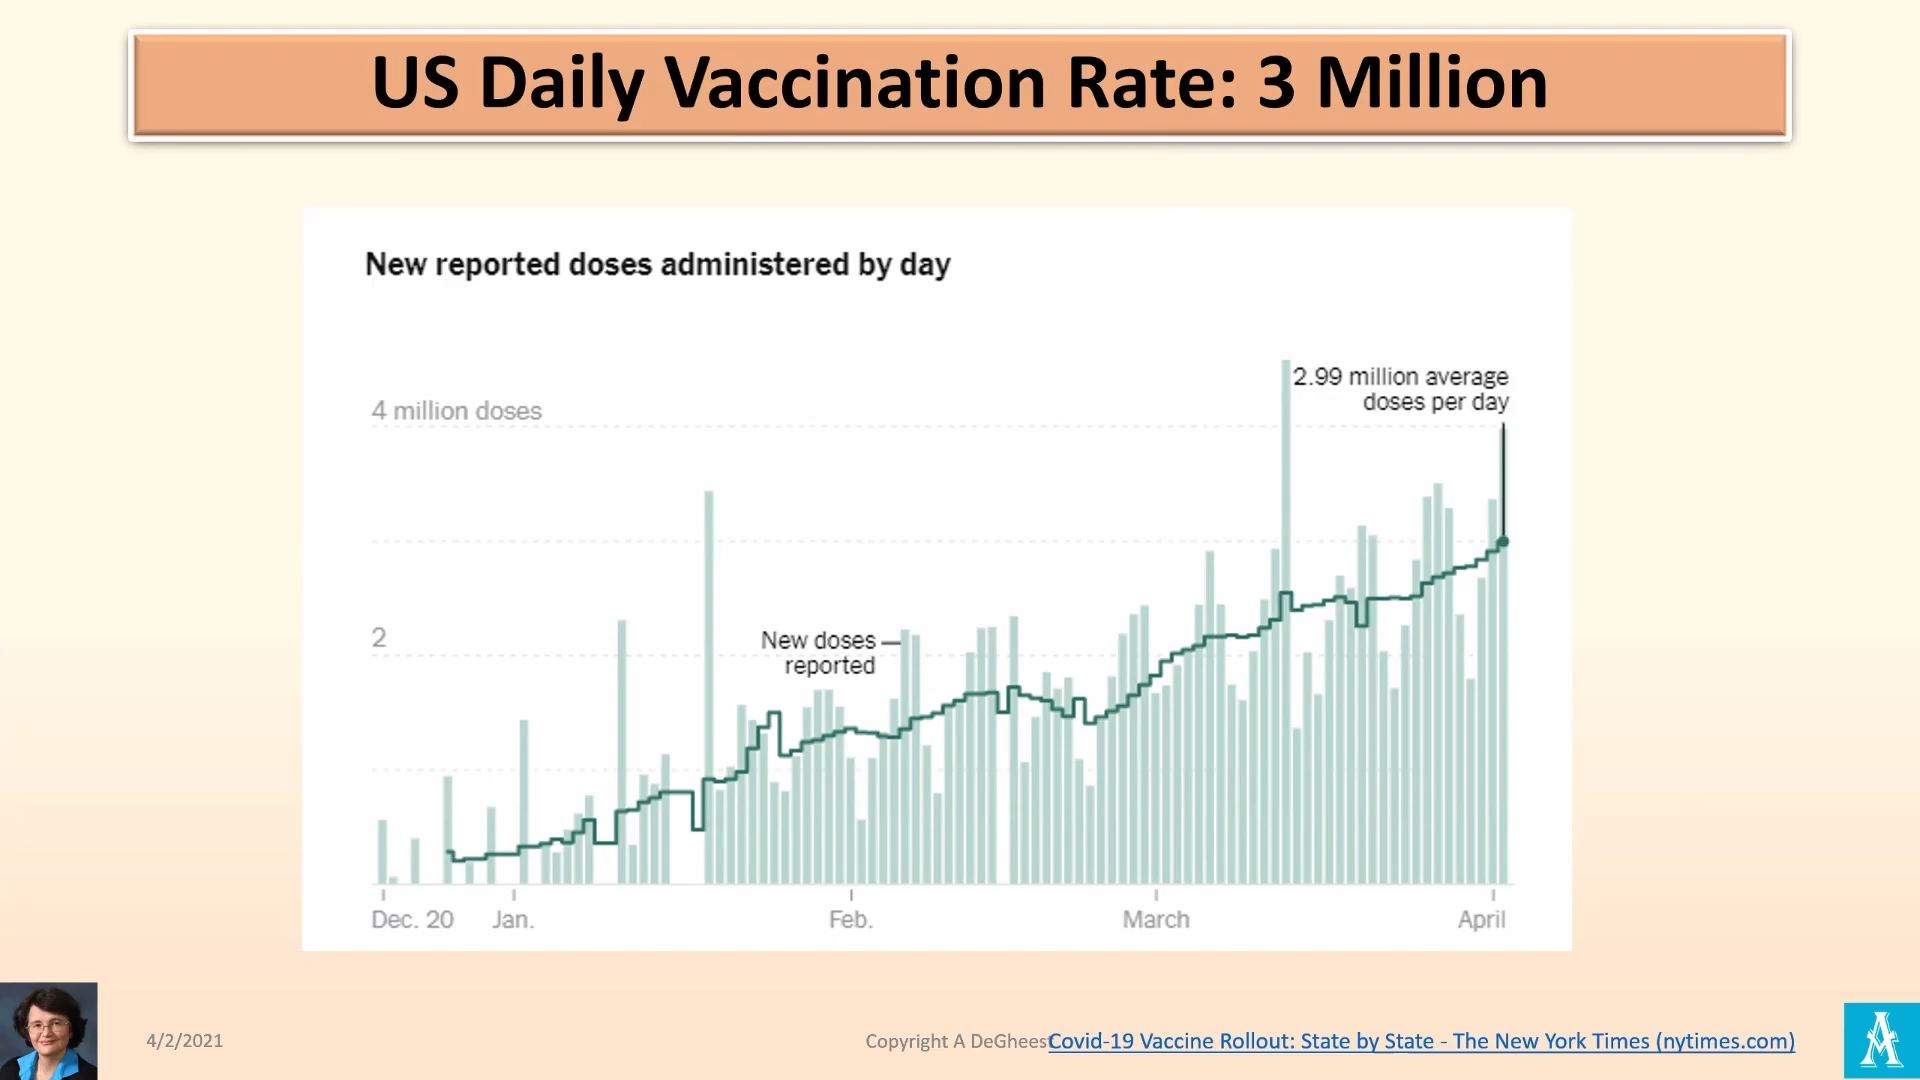 US Daily Vaccination Rate: 3 Million
New reported doses administered by day
2.99 million average
doses per day
4 million doses
2
New doses
reported
Dec. 20 Jan. Feb. March April
4/2/2021
Copyright A DeGhees
Covid-19 Vaccine Rollout: State by State - The New York Times (nytimes.com)
A